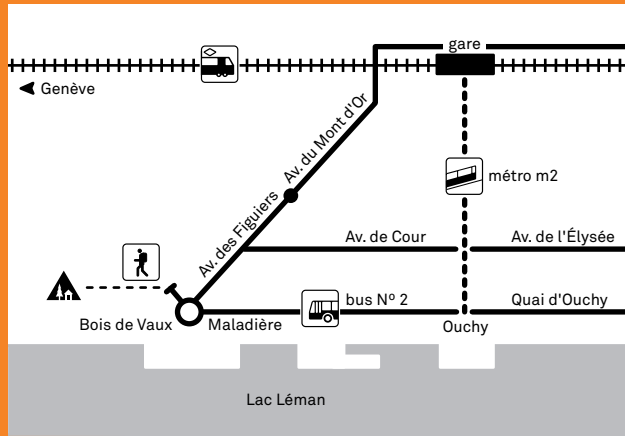 gare
Genève
Av. du Mont d'Or
métro m2
Av. des Figuiers
Av. de Cour
Av. de l'Élysée
bus Nº 2
Quai d'Ouchy
Bois de Vaux
Maladière
Ouchy
Lac Léman